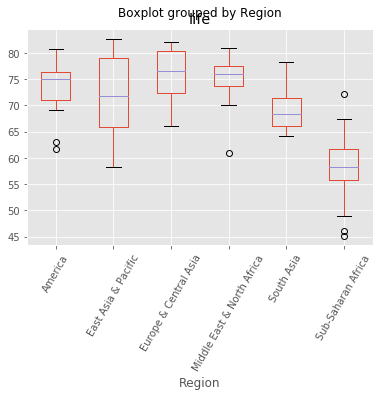 Boxplot grouped by Region
life
80
75
70
65
60
55
50
45
America
East Asia & Pacific
Europe & Central Asia
Middle East & North Africa
South Asia
Sub-Saharan Africa
Region